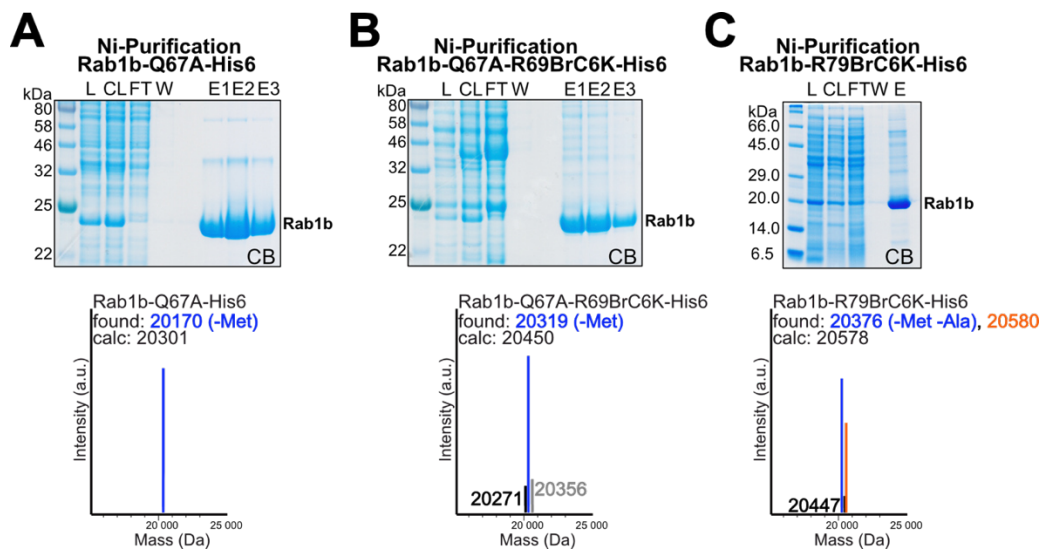 A
Ni-Purification
Rab1b-Q67A-His6
kDa
L CL FT W E1 E2 E3
80
58
46
32
25
22
Rab1b
CB
Rab1b-Q67A-His6
found: 20170 (-Met)
calc: 20301
Intensity (a.u.)
20 000 25 000
Mass (Da)
B
Ni-Purification
Rab1b-Q67A-R69BrC6K-His6
kDa
L CL FT W E1 E2 E3
80
58
46
32
25
22
Rab1b
CB
Rab1b-Q67A-R69BrC6K-His6
found: 20319 (-Met)
calc: 20450
Intensity (a.u.)
20271
20356
20 000 25 000
Mass (Da)
C
Ni-Purification
Rab1b-R79BrC6K-His6
L CL FT W E
kDa
66.0
45.0
29.0
20.0
14.0
6.5
Rab1b
CB
Rab1b-R79BrC6K-His6
found: 20376 (-Met -Ala), 20580
calc: 20578
Intensity (a.u.)
20447
20 000 25 000
Mass (Da)